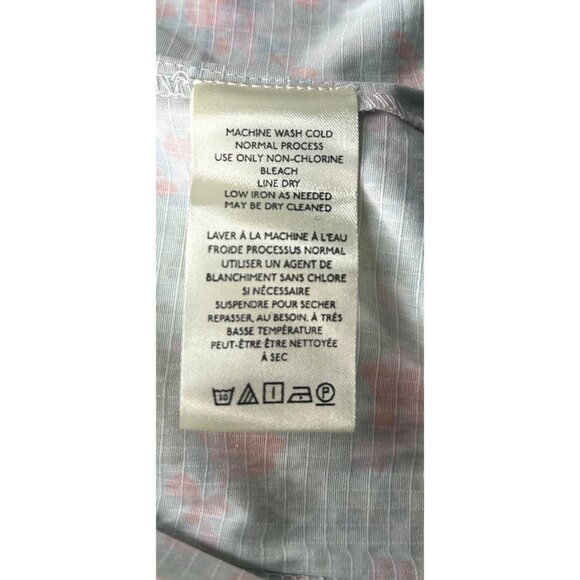 MACHINE WASH COLD
NORMAL PROCESS
USE ONLY NON-CHLORINE
BLEACH
LINE DRY
LOW IRON AS NEEDED
MAY BE DRY CLEANED
LAVER À LA MACHINE À L'EAU
FROIDE PROCESSUS NORMAL
UTILISER UN AGENT DE
BLANCHIMENT SANS CHLORE
SI NÉCESSAIRE
SUSPENDRE POUR SECHER
REPASSER, AU BESOIN, À TRÉS
BASSE TEMPÉRATURE
PEUT-ÊTRE ÊTRE NETTOYÉE
À SEC
30 P